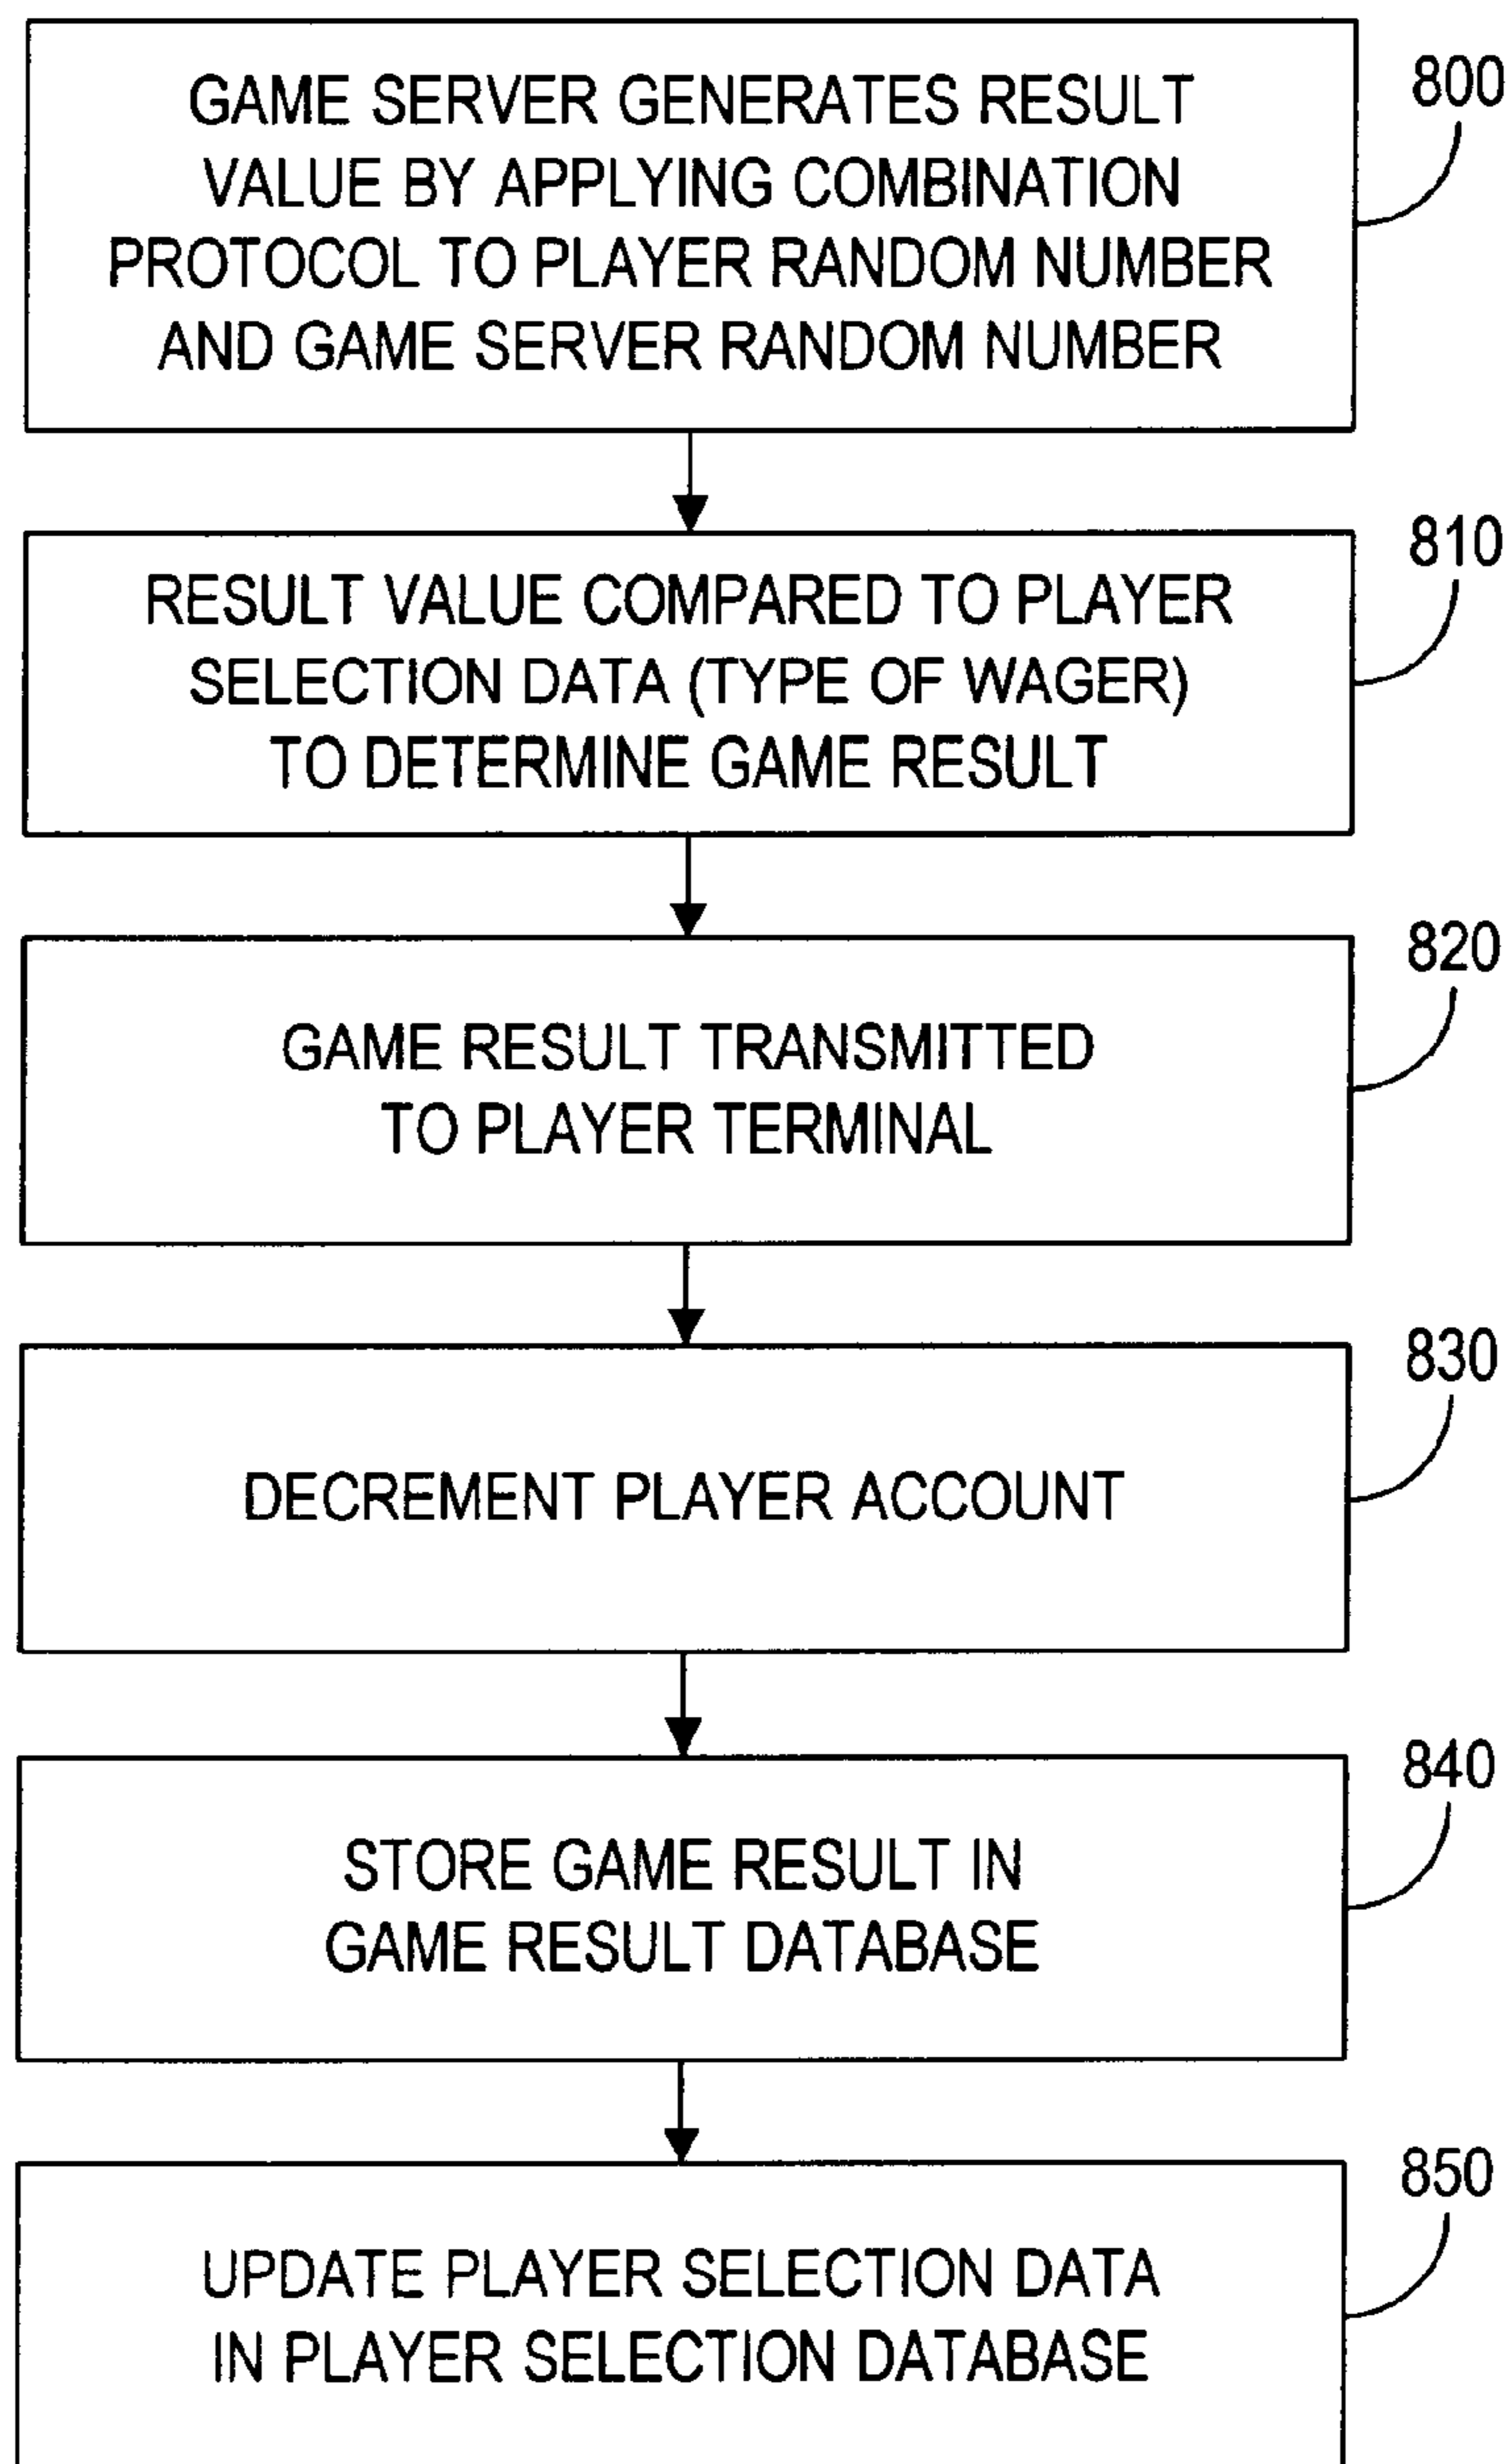 GAME SERVER GENERATES RESULT
VALUE BY APPLYING COMBINATION
PROTOCOL TO PLAYER RANDOM NUMBER
AND GAME SERVER RANDOM NUMBER
800
RESULT VALUE COMPARED TO PLAYER
SELECTION DATA (TYPE OF WAGER)
TO DETERMINE GAME RESULT
810
GAME RESULT TRANSMITTED
TO PLAYER TERMINAL
820
DECREMENT PLAYER ACCOUNT
830
STORE GAME RESULT IN
GAME RESULT DATABASE
840
UPDATE PLAYER SELECTION DATA
IN PLAYER SELECTION DATABASE
850